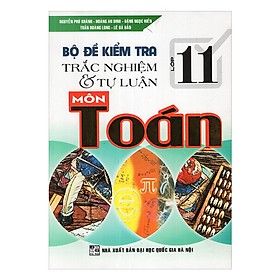 NGUYỄN PHÚ KHÁNH - HOÀNG AN DINH - ĐẶNG NGỌC HIỀN
TRẦN HOÀNG LONG - LÊ BÁ BẢO
BỘ ĐỀ KIỂM TRA
TRẮC NGHIỆM
& TỰ LUẬN
LỚP 11
MÔN
Toán
π
NHÀ XUẤT BẢN ĐẠI HỌC QUỐC GIA HÀ NỘI